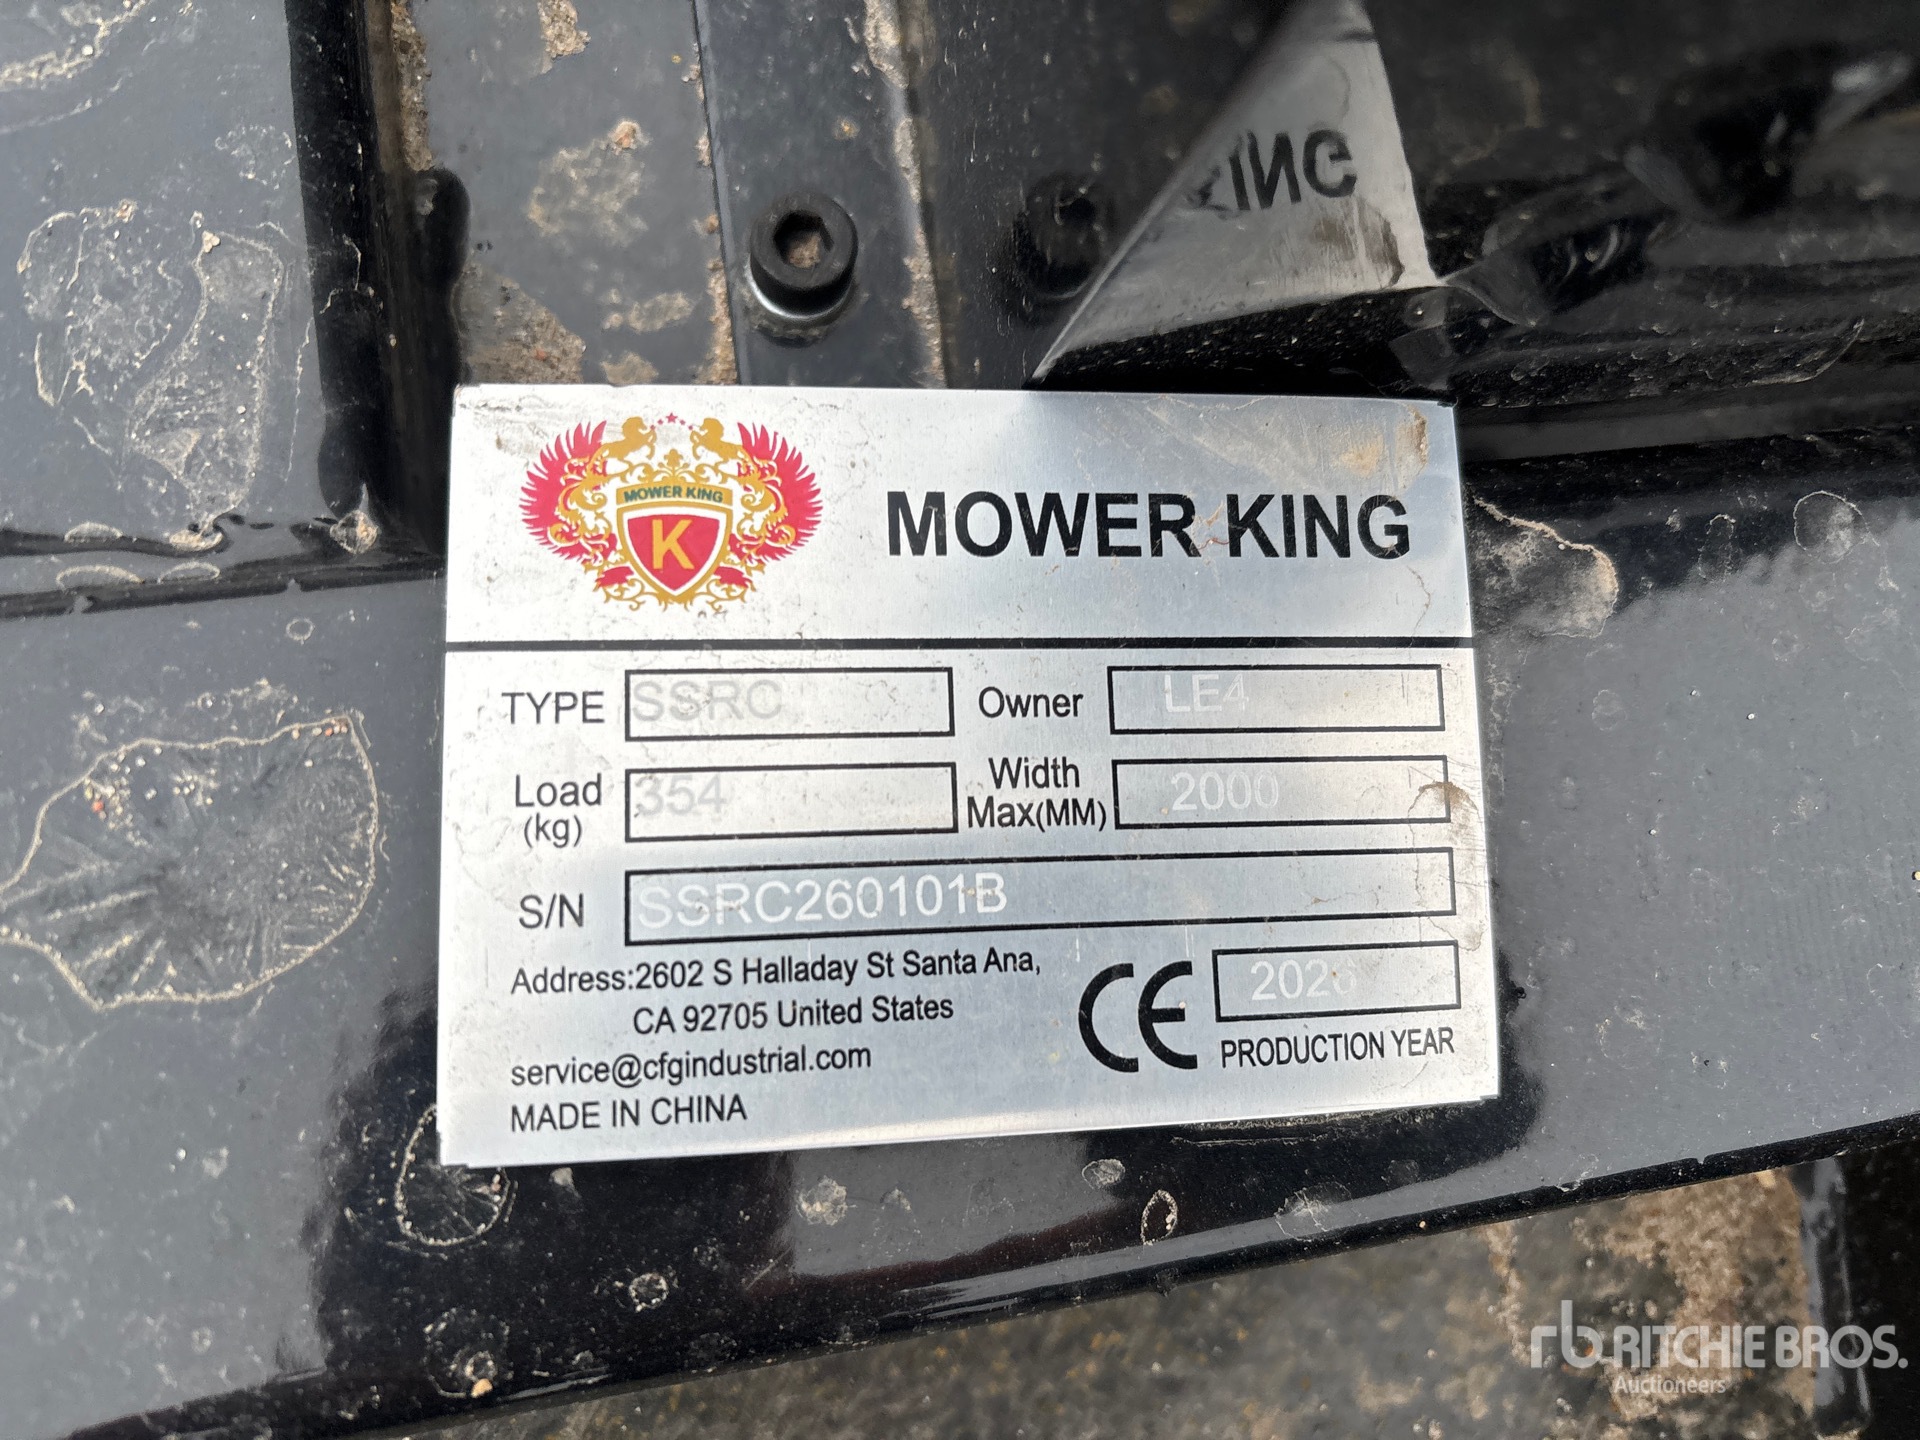 MOWER KING
K
MOWER KING
TYPE SSRC Owner LE4
Load (kg) 354 Width Max(MM) 2000
S/N SSRC260101B
Address:2602 S Halladay St Santa Ana,
CA 92705 United States
service@cfgindustrial.com
MADE IN CHINA
CE 2026
PRODUCTION YEAR
rb RITCHIE BROS.
Auctioneers